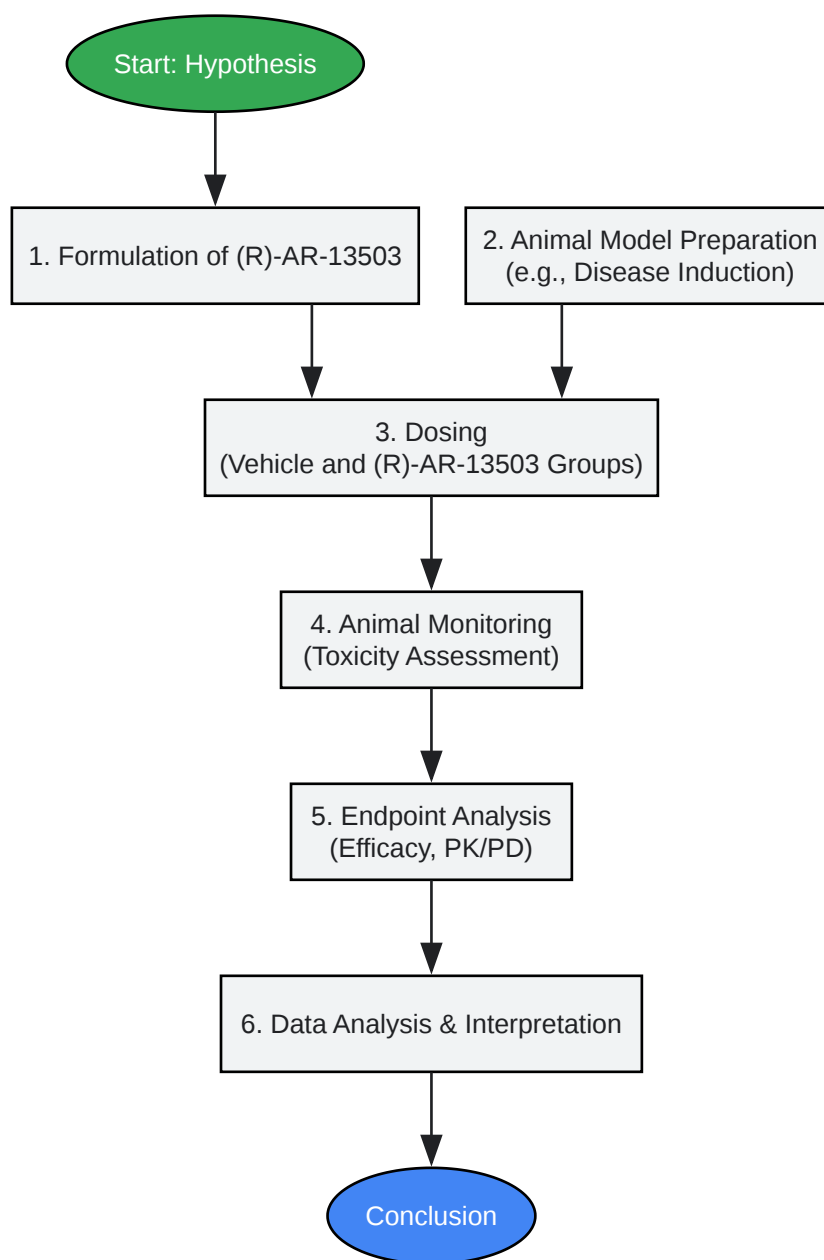 Start: Hypothesis
1. Formulation of (R)-AR-13503
2. Animal Model Preparation
(e.g., Disease Induction)
3. Dosing
(Vehicle and (R)-AR-13503 Groups)
4. Animal Monitoring
(Toxicity Assessment)
5. Endpoint Analysis
(Efficacy, PK/PD)
6. Data Analysis & Interpretation
Conclusion